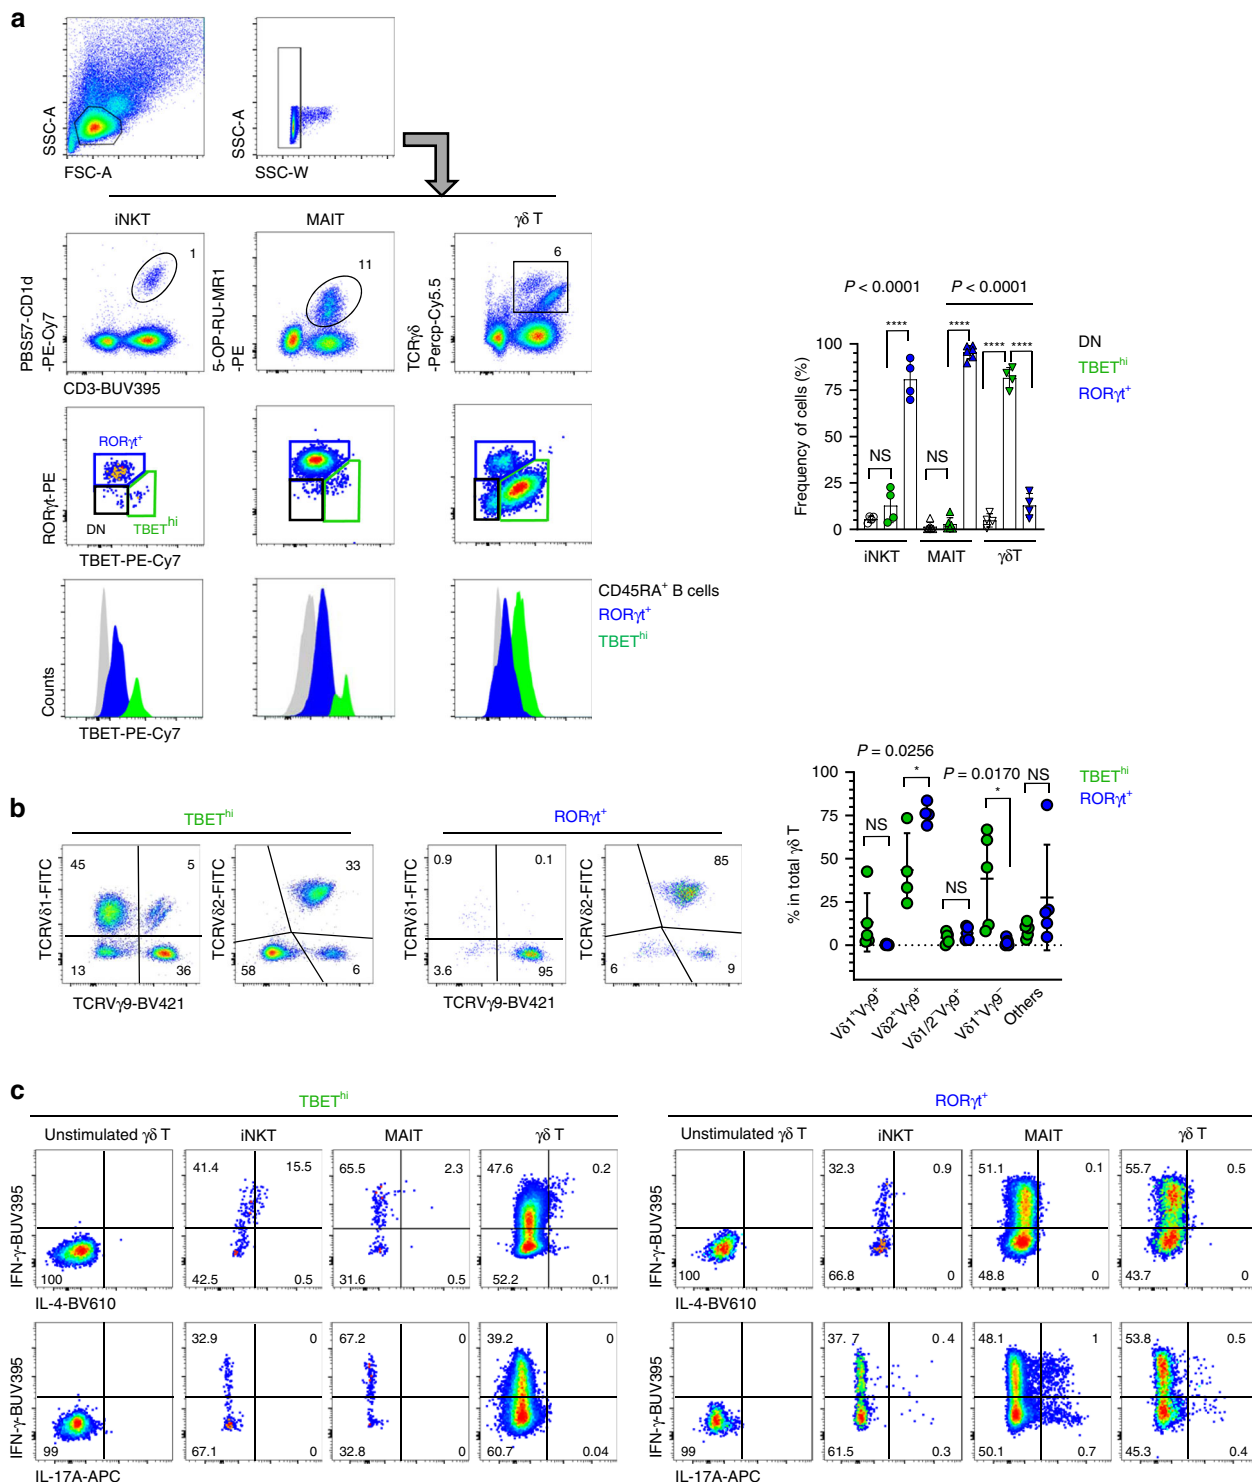 a
SSC-A
FSC-A
SSC-A
SSC-W
iNKT
MAIT
γδ T
PBS57-CD1d
-PE-Cy7
1
CD3-BUV395
5-OP-RU-MR1
-PE
11
TCRγδ
-Percp-Cy5.5
6
RORγt-PE
RORγt⁺
DN
TBETʰⁱ
TBET-PE-Cy7
Counts
TBET-PE-Cy7
CD45RA⁺ B cells
RORγt⁺
TBETʰⁱ
P < 0.0001
P < 0.0001
****
****
****
****
NS
NS
Frequency of cells (%)
100
75
50
25
0
iNKT
MAIT
γδT
DN
TBETʰⁱ
RORγt⁺
b
TBETʰⁱ
RORγt⁺
TCRVδ1-FITC
45
5
13
36
TCRVγ9-BV421
TCRVδ2-FITC
33
58
6
TCRVδ1-FITC
0.9
0.1
3.6
95
TCRVγ9-BV421
TCRVδ2-FITC
85
6
9
P = 0.0256
P = 0.0170
NS
*
NS
*
NS
% in total γδ T
100
75
50
25
0
Vδ1⁺Vγ9⁺
Vδ2⁺Vγ9⁺
Vδ1/2⁻Vγ9⁺
Vδ1⁺Vγ9⁻
Others
TBETʰⁱ
RORγt⁺
c
TBETʰⁱ
RORγt⁺
Unstimulated γδ T
iNKT
MAIT
γδ T
Unstimulated γδ T
iNKT
MAIT
γδ T
IFN-γ-BUV395
100
IL-4-BV610
41.4
15.5
42.5
0.5
65.5
2.3
31.6
0.5
47.6
0.2
52.2
0.1
IFN-γ-BUV395
100
IL-4-BV610
32.3
0.9
66.8
0
51.1
0.1
48.8
0
55.7
0.5
43.7
0
IFN-γ-BUV395
99
IL-17A-APC
32.9
0
67.1
0
67.2
0
32.8
0
39.2
0
60.7
0.04
IFN-γ-BUV395
99
IL-17A-APC
37. 7
0.4
61.5
0.3
48.1
1
50.1
0.7
53.8
0.5
45.3
0.4